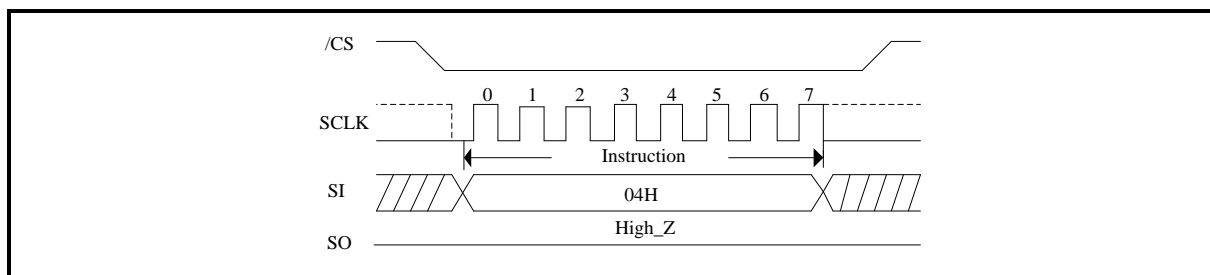 /CS
0 1 2 3 4 5 6 7
SCLK
Instruction
SI
04H
High_Z
SO